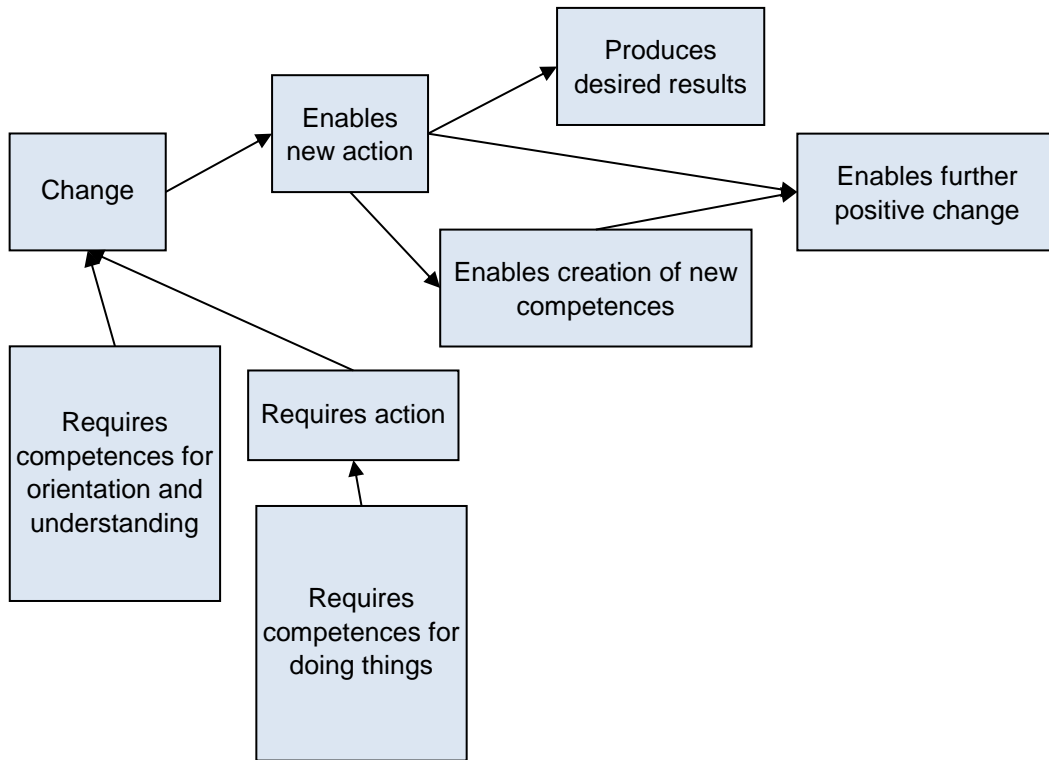 Produces
desired results
Enables
new action
Change
Enables further
positive change
Enables creation of new
competences
Requires
competences for
orientation and
understanding
Requires action
Requires
competences for
doing things